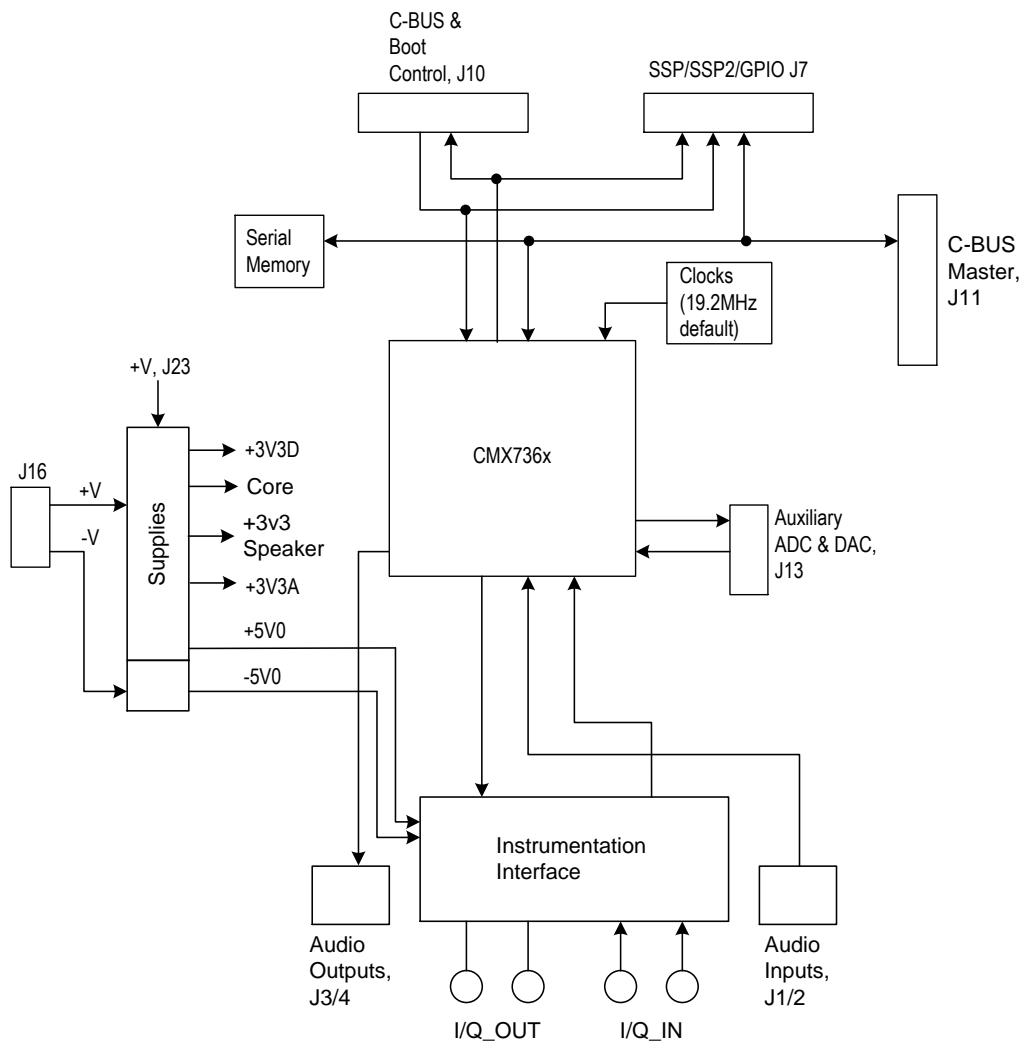 C-BUS &
Boot
Control, J10
SSP/SSP2/GPIO J7
Serial
Memory
Clocks
(19.2MHz
default)
C-BUS
Master,
J11
+V, J23
J16
+V
-V
Supplies
+3V3D
Core
+3v3
Speaker
+3V3A
+5V0
-5V0
CMX736x
Auxiliary
ADC & DAC,
J13
Instrumentation
Interface
Audio
Outputs,
J3/4
I/Q_OUT
I/Q_IN
Audio
Inputs,
J1/2